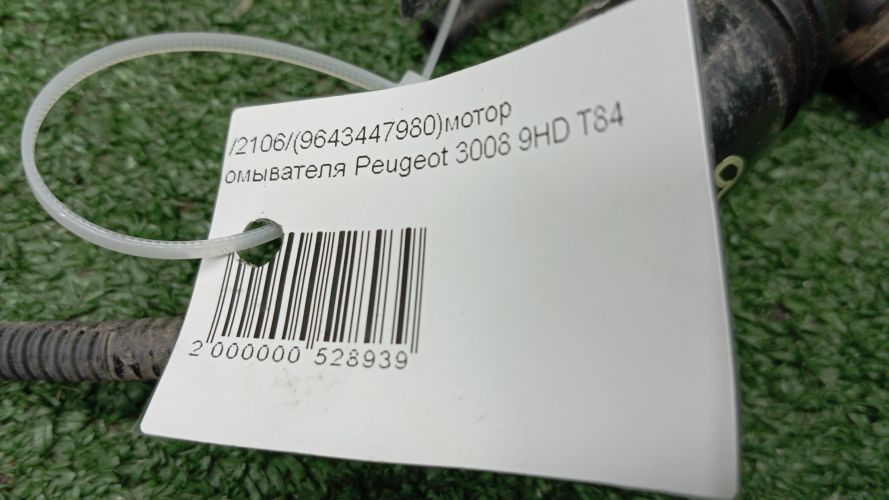 /2106/(9643447980)мотор
омывателя Peugeot 3008 9HD T84
2 000000 528939